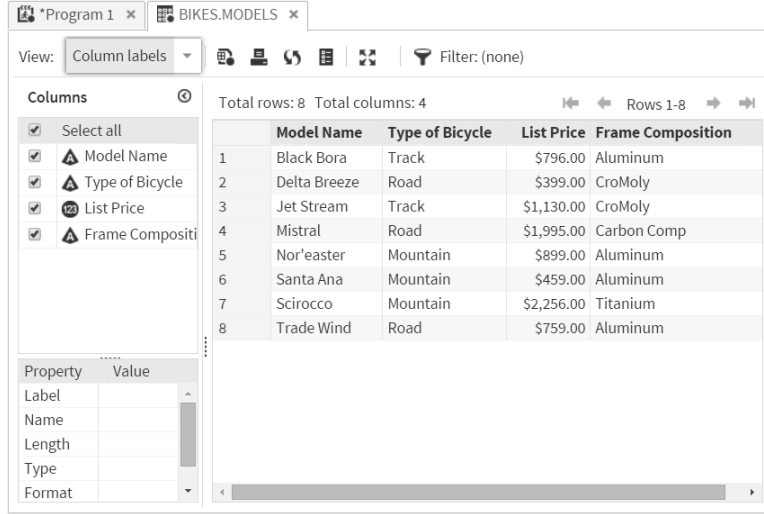 *Program 1 × BIKES.MODELS ×
View: Column labels Filter: (none)
Columns
Select all
Model Name
Type of Bicycle
123 List Price
Frame Compositi
Total rows: 8 Total columns: 4 Rows 1-8
Model Name Type of Bicycle List Price Frame Composition
1 Black Bora Track $796.00 Aluminum
2 Delta Breeze Road $399.00 CroMoly
3 Jet Stream Track $1,130.00 CroMoly
4 Mistral Road $1,995.00 Carbon Comp
5 Nor'easter Mountain $899.00 Aluminum
6 Santa Ana Mountain $459.00 Aluminum
7 Scirocco Mountain $2,256.00 Titanium
8 Trade Wind Road $759.00 Aluminum
Property Value
Label
Name
Length
Type
Format